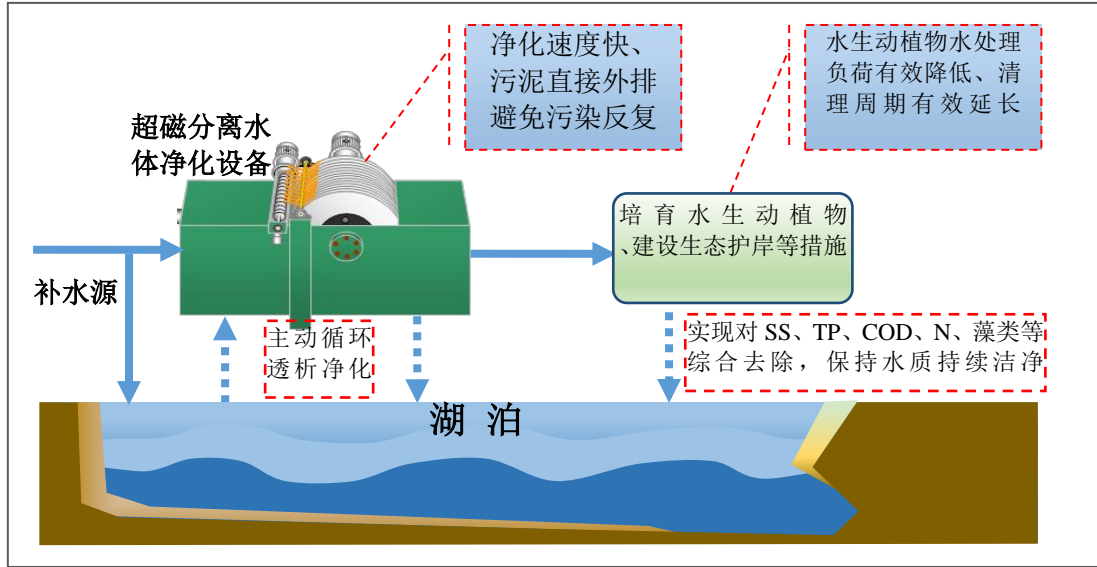 净化速度快、
污泥直接外排
避免污染反复
水生动植物水处理
负荷有效降低、清
理周期有效延长
超磁分离水
体净化设备
培育水生动植物
、建设生态护岸等措施
补水源
主动循环
透析净化
实现对 SS、TP、COD、N、藻类等
综合去除，保持水质持续洁净
湖 泊